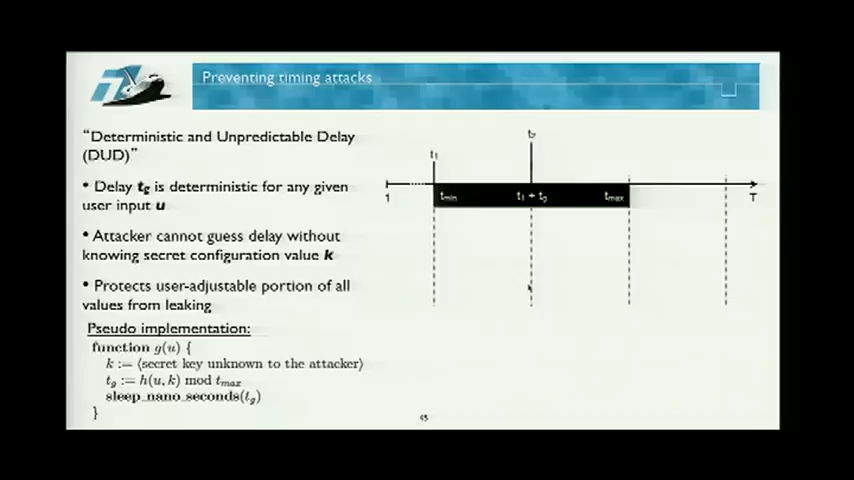 Preventing timing attacks
“Deterministic and Unpredictable Delay
(DUD)”
• Delay tg is deterministic for any given
user input u
• Attacker cannot guess delay without
knowing secret configuration value k
• Protects user-adjustable portion of all
values from leaking
Pseudo implementation:
function g(u) {
k := ⟨secret key unknown to the attacker⟩
tg := h(u, k) mod tmax
sleep_nano_seconds(tg)
}
t1
1
tmin
t1 + tg
tmax
T